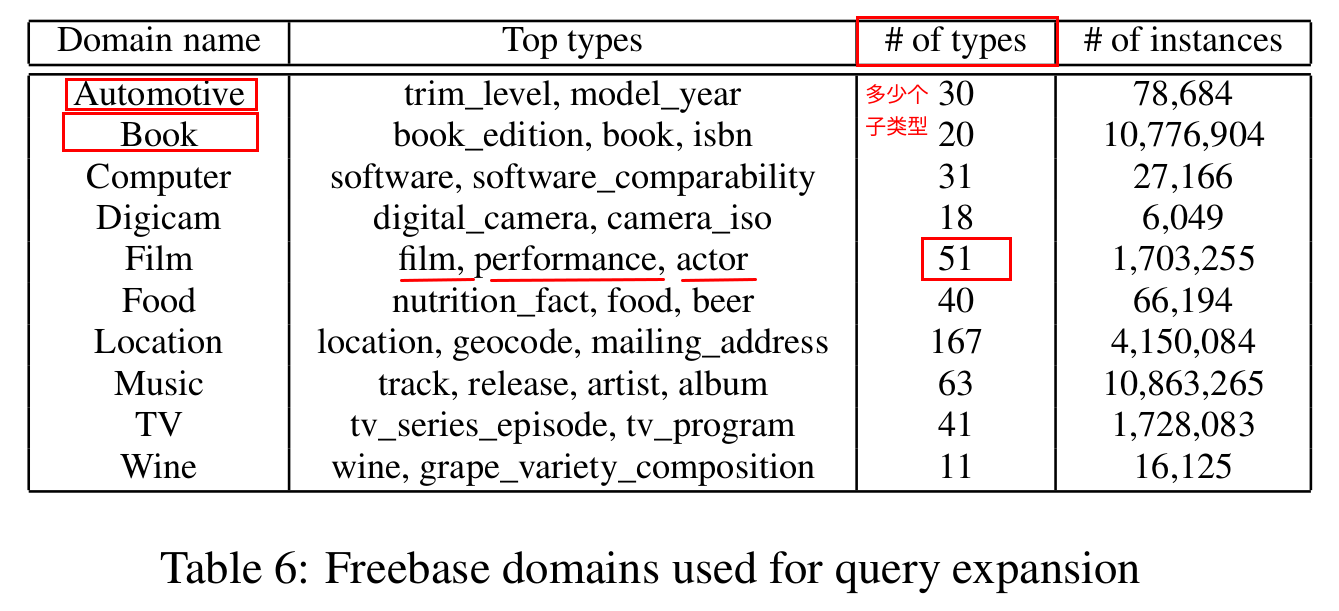 Domain name Top types # of types # of instances
Automotive trim_level, model_year 多少个 30 78,684
Book book_edition, book, isbn 子类型 20 10,776,904
Computer software, software_comparability 31 27,166
Digicam digital_camera, camera_iso 18 6,049
Film film, performance, actor 51 1,703,255
Food nutrition_fact, food, beer 40 66,194
Location location, geocode, mailing_address 167 4,150,084
Music track, release, artist, album 63 10,863,265
TV tv_series_episode, tv_program 41 1,728,083
Wine wine, grape_variety_composition 11 16,125
Table 6: Freebase domains used for query expansion